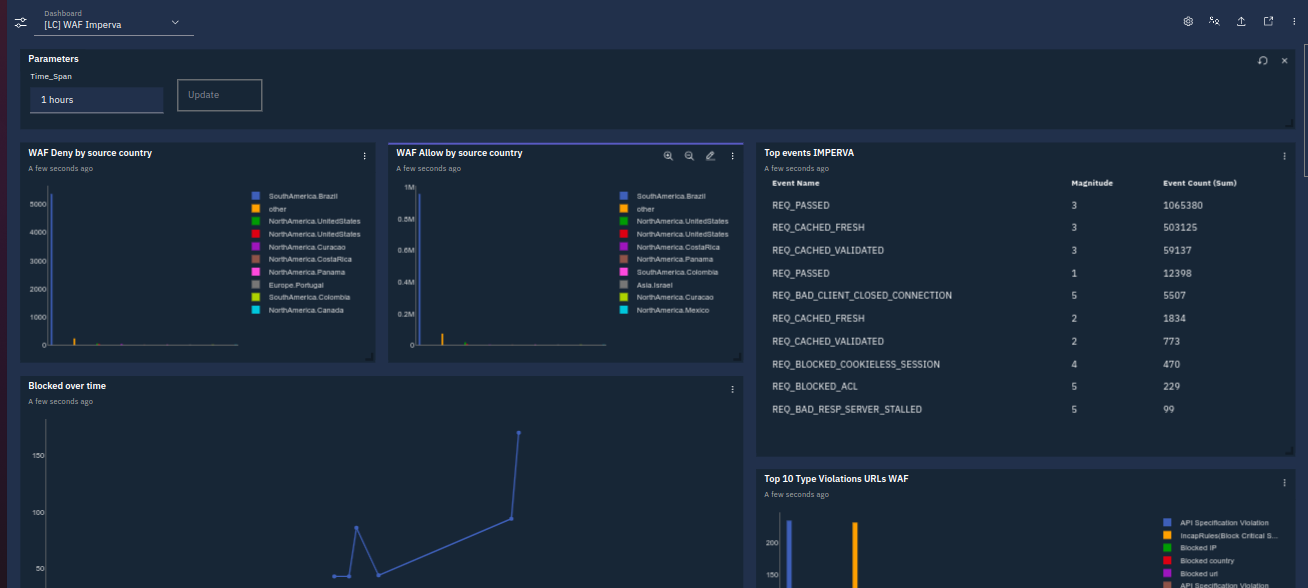 Dashboard
[LC] WAF Imperva
Parameters
Time_Span
1 hours
Update
WAF Deny by source country
A few seconds ago
5000
4000
3000
2000
1000
0
SouthAmerica.Brazil
other
NorthAmerica.UnitedStates
NorthAmerica.UnitedStates
NorthAmerica.Curacao
NorthAmerica.CostaRica
NorthAmerica.Panama
Europe.Portugal
SouthAmerica.Colombia
NorthAmerica.Canada
WAF Allow by source country
A few seconds ago
1M
0.8M
0.6M
0.4M
0.2M
0
SouthAmerica.Brazil
other
NorthAmerica.UnitedStates
NorthAmerica.UnitedStates
NorthAmerica.CostaRica
NorthAmerica.Panama
SouthAmerica.Colombia
Asia.Israel
NorthAmerica.Curacao
NorthAmerica.Mexico
Top events IMPERVA
A few seconds ago
Event Name Magnitude Event Count (Sum)
REQ_PASSED 3 1065380
REQ_CACHED_FRESH 3 503125
REQ_CACHED_VALIDATED 3 59137
REQ_PASSED 1 12398
REQ_BAD_CLIENT_CLOSED_CONNECTION 5 5507
REQ_CACHED_FRESH 2 1834
REQ_CACHED_VALIDATED 2 773
REQ_BLOCKED_COOKIELESS_SESSION 4 470
REQ_BLOCKED_ACL 5 229
REQ_BAD_RESP_SERVER_STALLED 5 99
Blocked over time
A few seconds ago
150
100
50
Top 10 Type Violations URLs WAF
A few seconds ago
200
150
API Specification Violation
IncapRules(Block Critical S...
Blocked IP
Blocked country
Blocked url
API Specification Violation